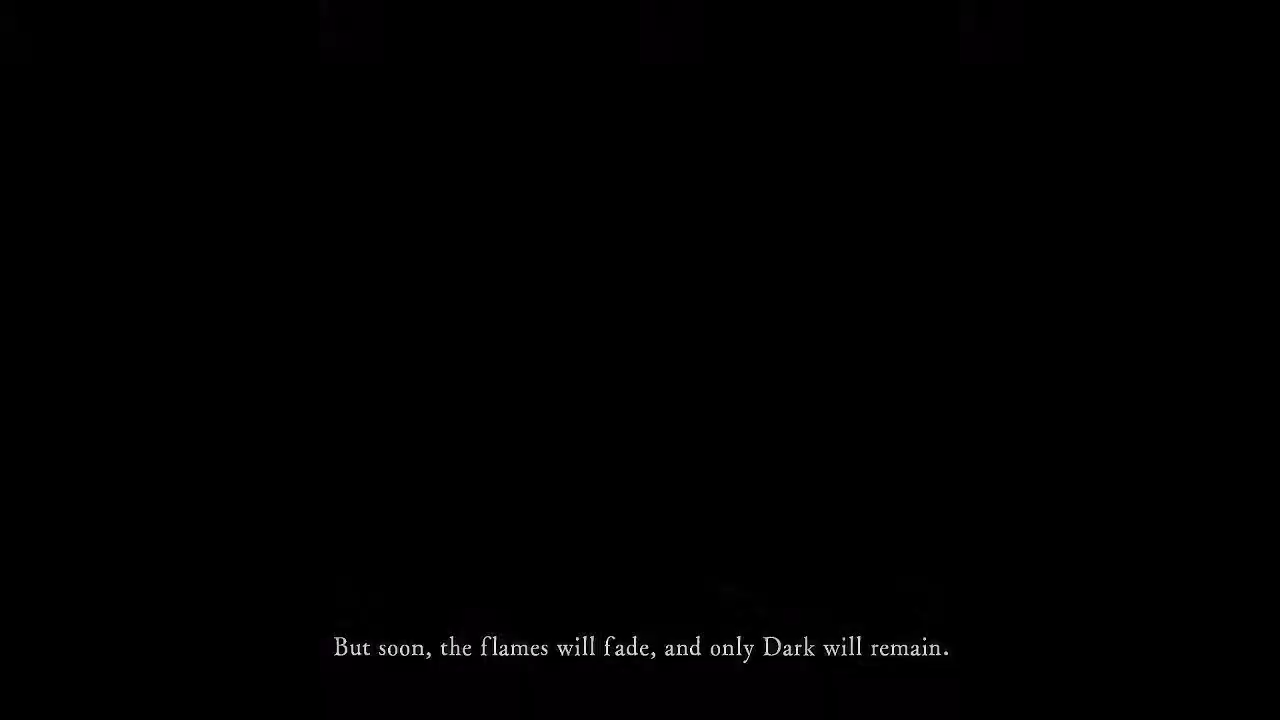 But soon, the flames will fade, and only Dark will remain.